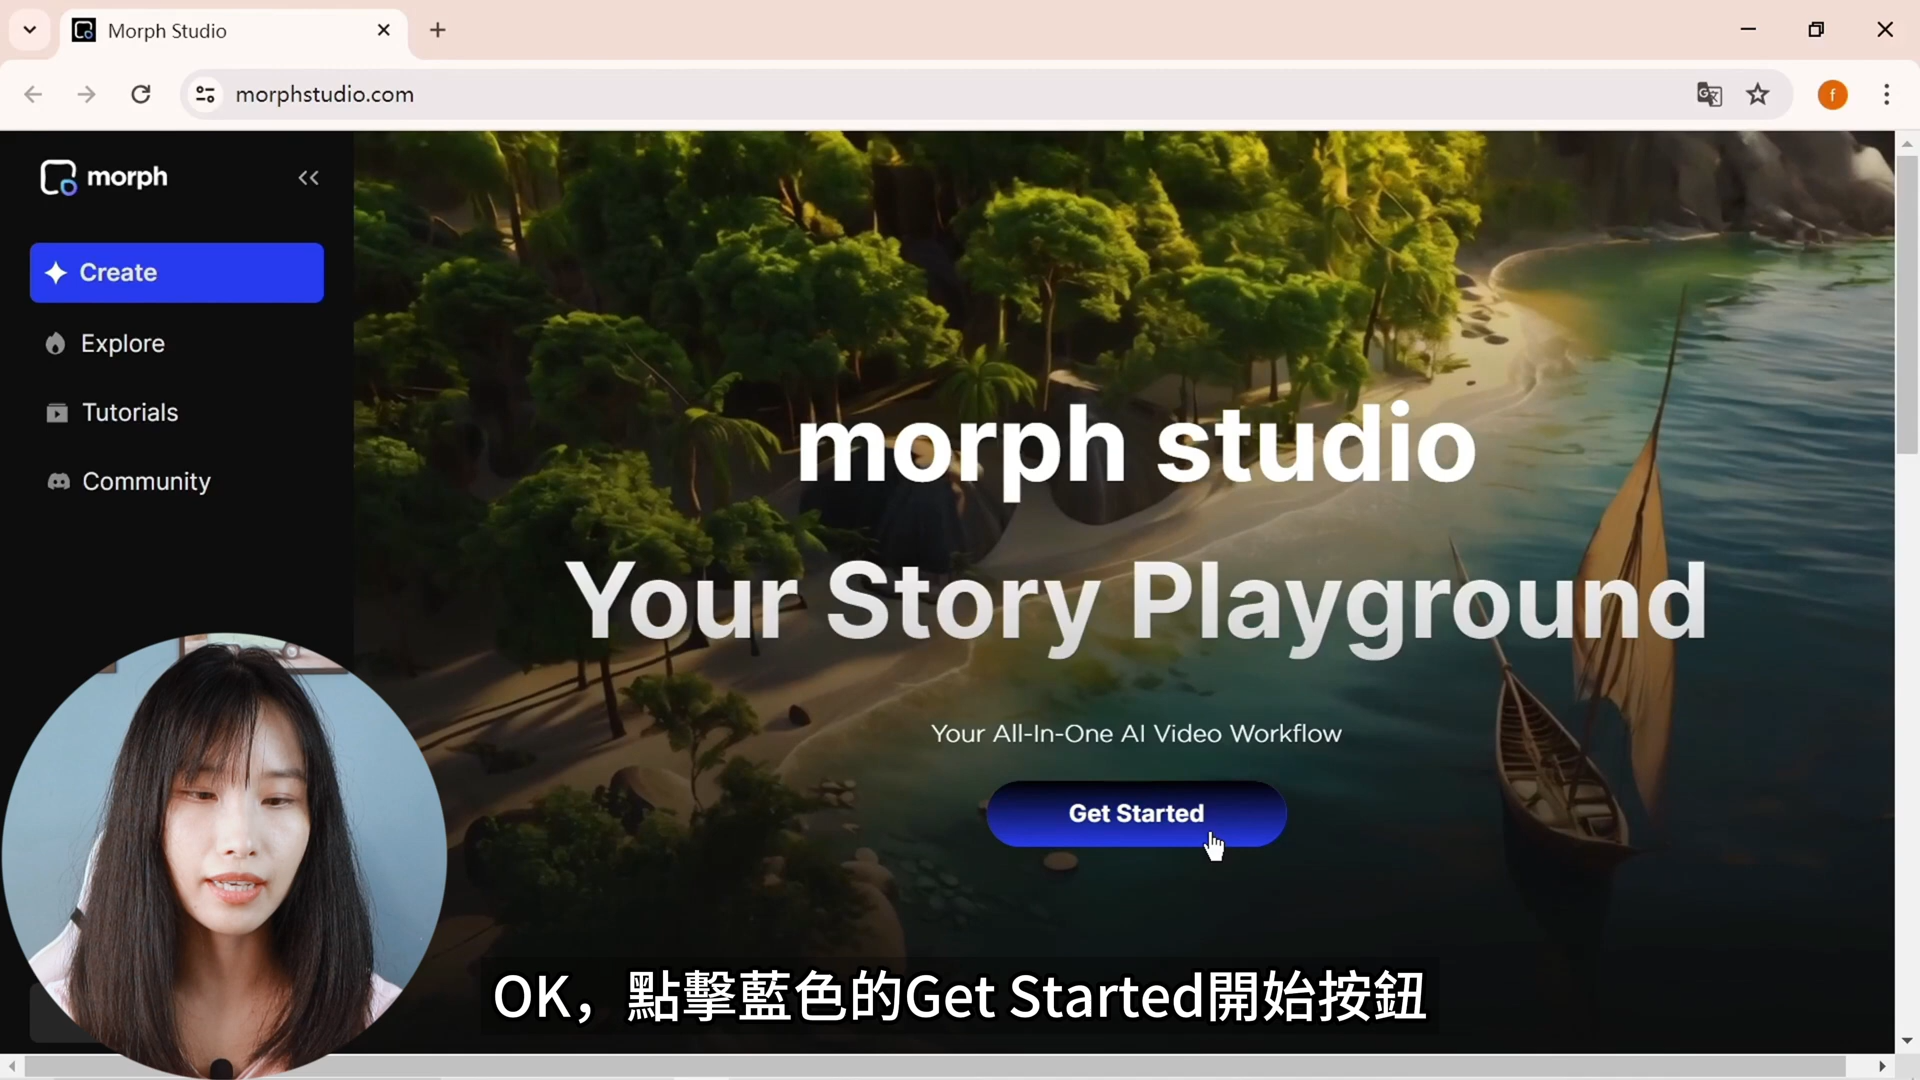 Morph Studio
morphstudio.com
f
morph
Create
Explore
Tutorials
Community
morph studio
Your Story Playground
Your All-In-One AI Video Workflow
Get Started
OK，點擊藍色的Get Started開始按鈕